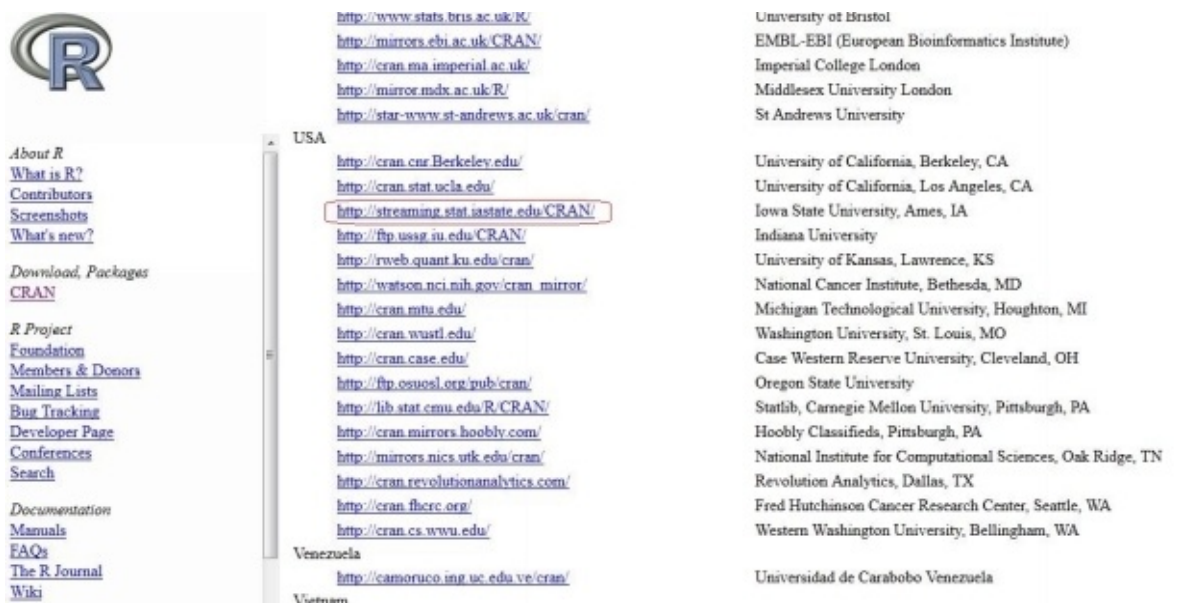 R
About R
What is R?
Contributors
Screenshots
What's new?
Download, Packages
CRAN
R Project
Foundation
Members & Donors
Mailing Lists
Bug Tracking
Developer Page
Conferences
Search
Documentation
Manuals
FAQs
The R Journal
Wiki
http://www.stats.bris.ac.uk/R/ University of Bristol
http://mirrors.ebi.ac.uk/CRAN/ EMBL-EBI (European Bioinformatics Institute)
http://cran.ma.imperial.ac.uk/ Imperial College London
http://mirror.mdx.ac.uk/R/ Middlesex University London
http://star-www.st-andrews.ac.uk/cran/ St Andrews University
USA
http://cran.cnr.Berkeley.edu/ University of California, Berkeley, CA
http://cran.stat.ucla.edu/ University of California, Los Angeles, CA
http://streaming.stat.iastate.edu/CRAN/ Iowa State University, Ames, IA
http://ftp.ussg.iu.edu/CRAN/ Indiana University
http://rweb.quant.ku.edu/cran/ University of Kansas, Lawrence, KS
http://watson.nci.nih.gov/cran_mirror/ National Cancer Institute, Bethesda, MD
http://cran.mtu.edu/ Michigan Technological University, Houghton, MI
http://cran.wustl.edu/ Washington University, St. Louis, MO
http://cran.case.edu/ Case Western Reserve University, Cleveland, OH
http://ftp.osuosl.org/pub/cran/ Oregon State University
http://lib.stat.cmu.edu/R/CRAN/ Statlib, Carnegie Mellon University, Pittsburgh, PA
http://cran.mirrors.hoobly.com/ Hoobly Classifieds, Pittsburgh, PA
http://mirrors.nics.utk.edu/cran/ National Institute for Computational Sciences, Oak Ridge, TN
http://cran.revolutionanalytics.com/ Revolution Analytics, Dallas, TX
http://cran.fhcrc.org/ Fred Hutchinson Cancer Research Center, Seattle, WA
http://cran.cs.wwu.edu/ Western Washington University, Bellingham, WA
Venezuela
http://camoruco.ing.uc.edu.ve/cran/ Universidad de Carabobo Venezuela
Vietnam